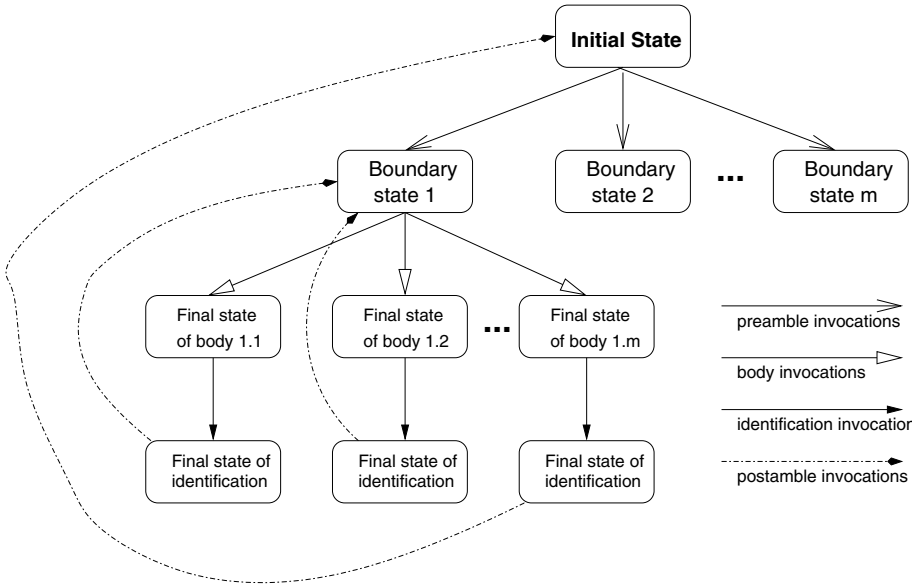 Initial State
Boundary
state 1
Boundary
state 2
...
Boundary
state m
Final state
of body 1.1
Final state
of body 1.2
...
Final state
of body 1.m
Final state of
identification
Final state of
identification
Final state of
identification
preamble invocations
body invocations
identification invocation
postamble invocations